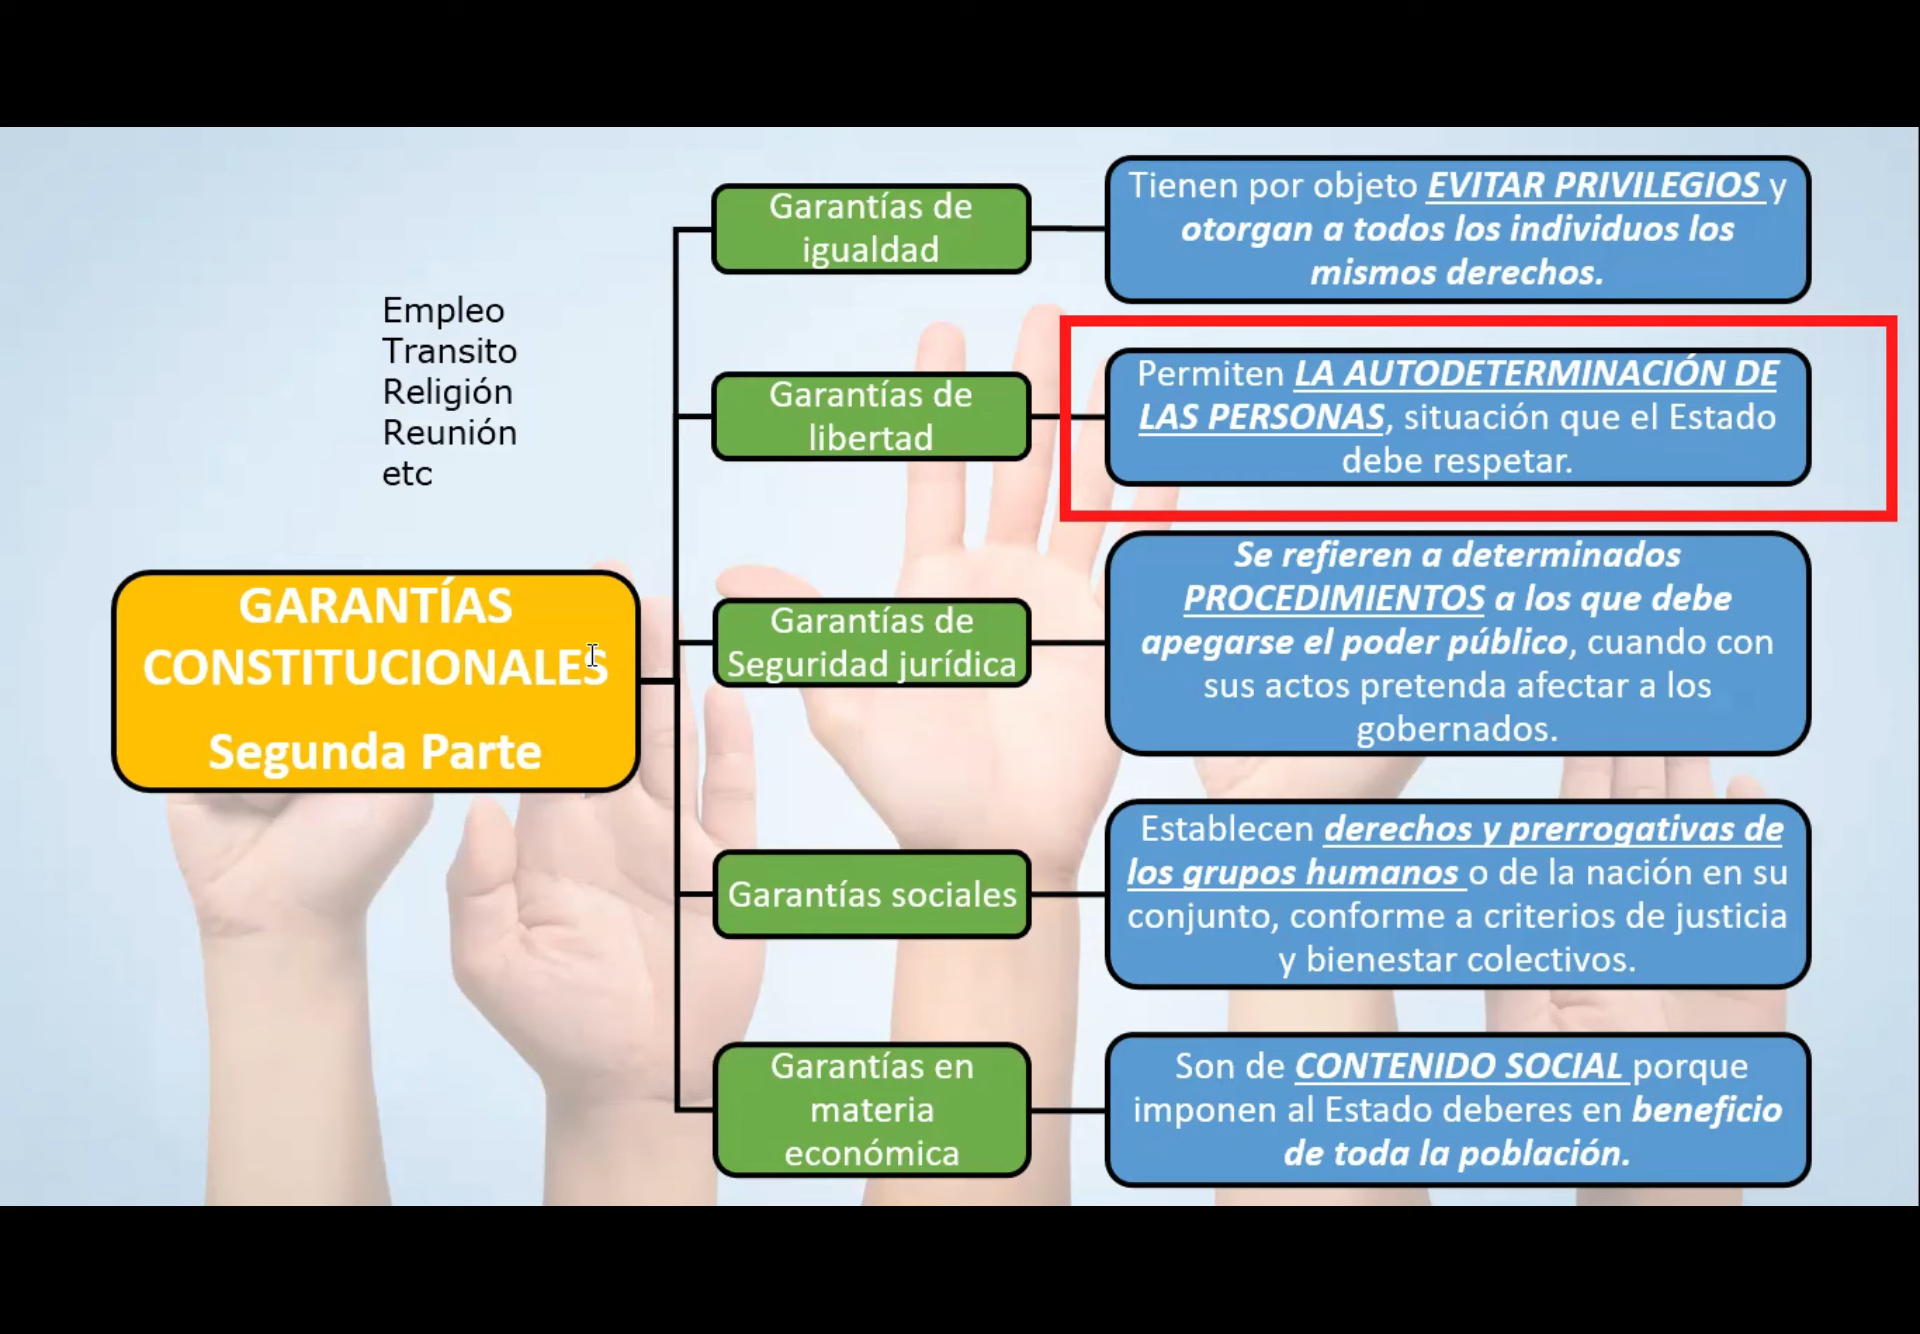 Empleo
Transito
Religión
Reunión
etc
GARANTÍAS
CONSTITUCIONALES
Segunda Parte
Garantías de
igualdad
Tienen por objeto EVITAR PRIVILEGIOS y
otorgan a todos los individuos los
mismos derechos.
Garantías de
libertad
Permiten LA AUTODETERMINACIÓN DE
LAS PERSONAS, situación que el Estado
debe respetar.
Garantías de
Seguridad jurídica
Se refieren a determinados
PROCEDIMIENTOS a los que debe
apegarse el poder público, cuando con
sus actos pretenda afectar a los
gobernados.
Garantías sociales
Establecen derechos y prerrogativas de
los grupos humanos o de la nación en su
conjunto, conforme a criterios de justicia
y bienestar colectivos.
Garantías en
materia
económica
Son de CONTENIDO SOCIAL porque
imponen al Estado deberes en beneficio
de toda la población.